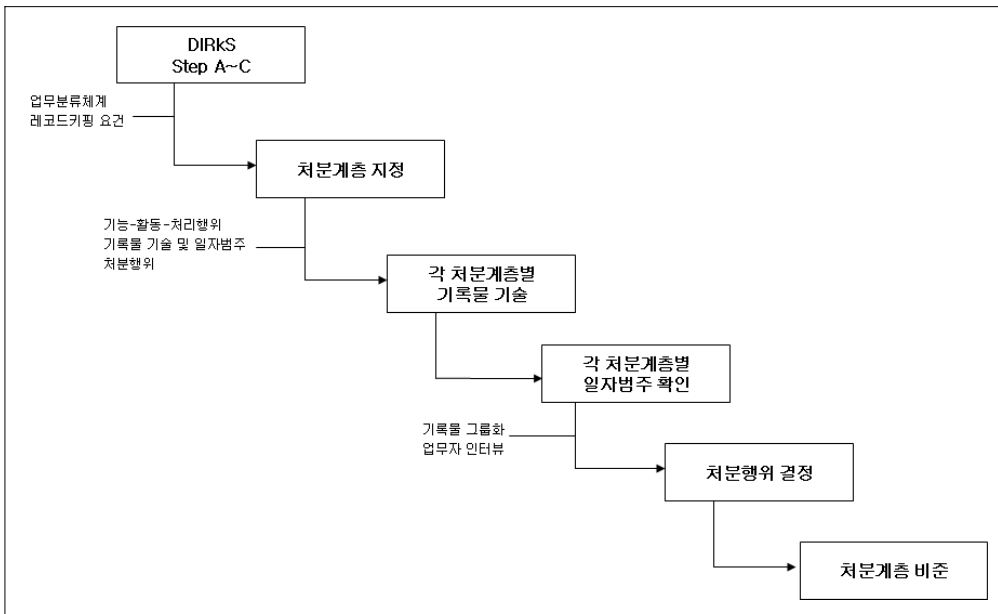 DIRkS
Step A~C
업무분류체계
레코드키핑 요건
처분계층 지정
기능-활동-처리행위
기록물 기술 및 일자범주
처분행위
각 처분계층별
기록물 기술
각 처분계층별
일자범주 확인
기록물 그룹화
업무자 인터뷰
처분행위 결정
처분계층 비준